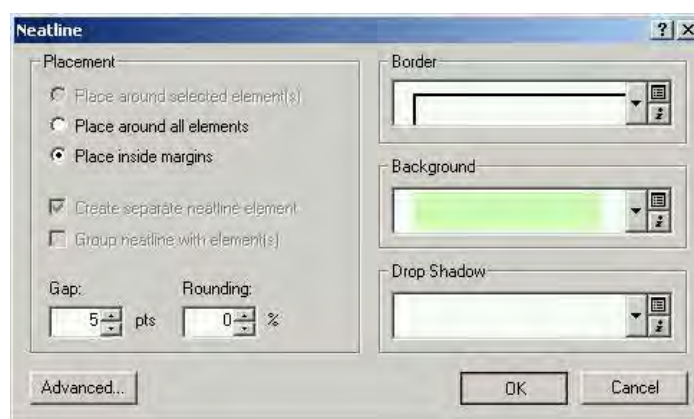 Neatline
Placement
Place around selected element(s)
Place around all elements
Place inside margins
Create separate neatline element
Group neatline with element(s)
Gap:
Rounding:
5 pts
0 %
Border
Background
Drop Shadow
Advanced...
OK
Cancel